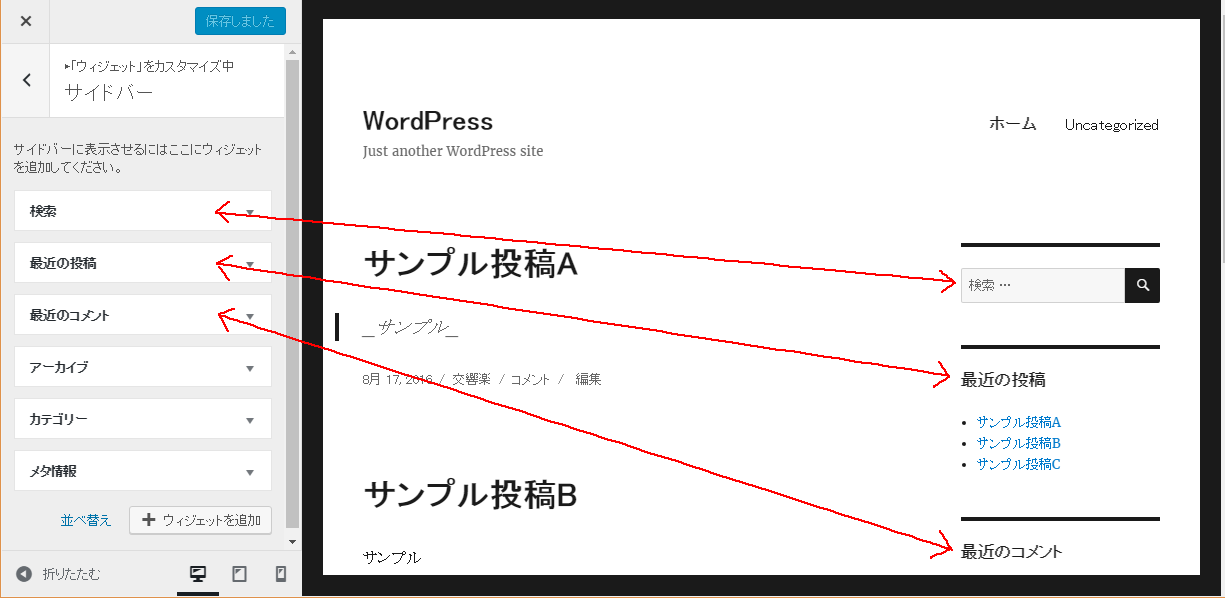 保存しました
▸「ウィジェット」をカスタマイズ中
サイドバー
サイドバーに表示させるにはここにウィジェット
を追加してください。
検索
最近の投稿
最近のコメント
アーカイブ
カテゴリー
メタ情報
並べ替え
ウィジェットを追加
折りたたむ
WordPress
Just another WordPress site
ホーム
Uncategorized
サンプル投稿A
_サンプル_
8月 17, 2016 / 交響楽 / コメント / 編集
サンプル投稿B
サンプル
検索 …
最近の投稿
サンプル投稿A
サンプル投稿B
サンプル投稿C
最近のコメント